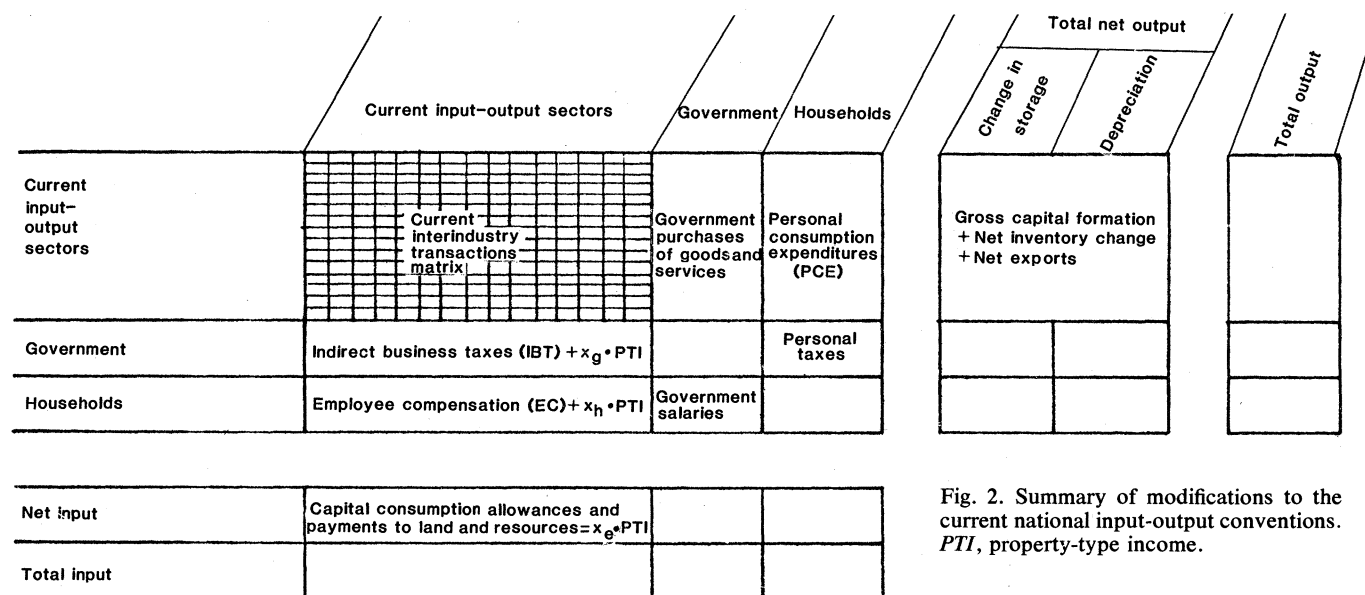 Total net output
Change in
storage
Depreciation
Total output
Current input-output sectors
Government
Households
Current
input-
output
sectors
Current
interindustry
transactions
matrix
Government
purchases
of goods and
services
Personal
consumption
expenditures
(PCE)
Gross capital formation
+ Net inventory change
+ Net exports
Government
Indirect business taxes (IBT) + xg • PTI
Personal
taxes
Households
Employee compensation (EC) + xh • PTI
Government
salaries
Net input
Capital consumption allowances and
payments to land and resources = xe • PTI
Total input
Fig. 2. Summary of modifications to the
current national input-output conventions.
PTI, property-type income.